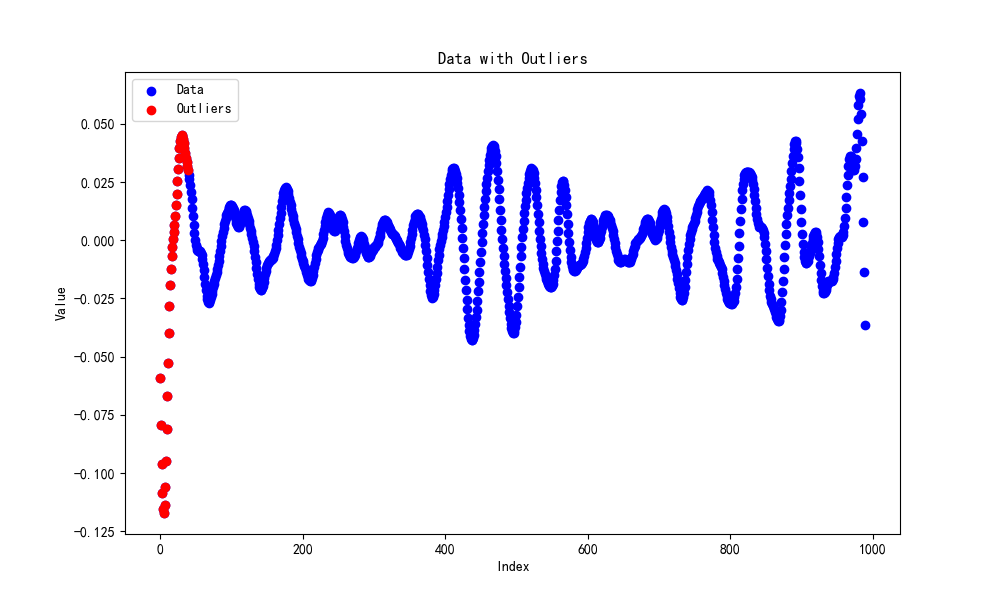 Data with Outliers
Data
Outliers
0.050
0.025
0.000
−0.025
−0.050
−0.075
−0.100
−0.125
Value
0 200 400 600 800 1000
Index